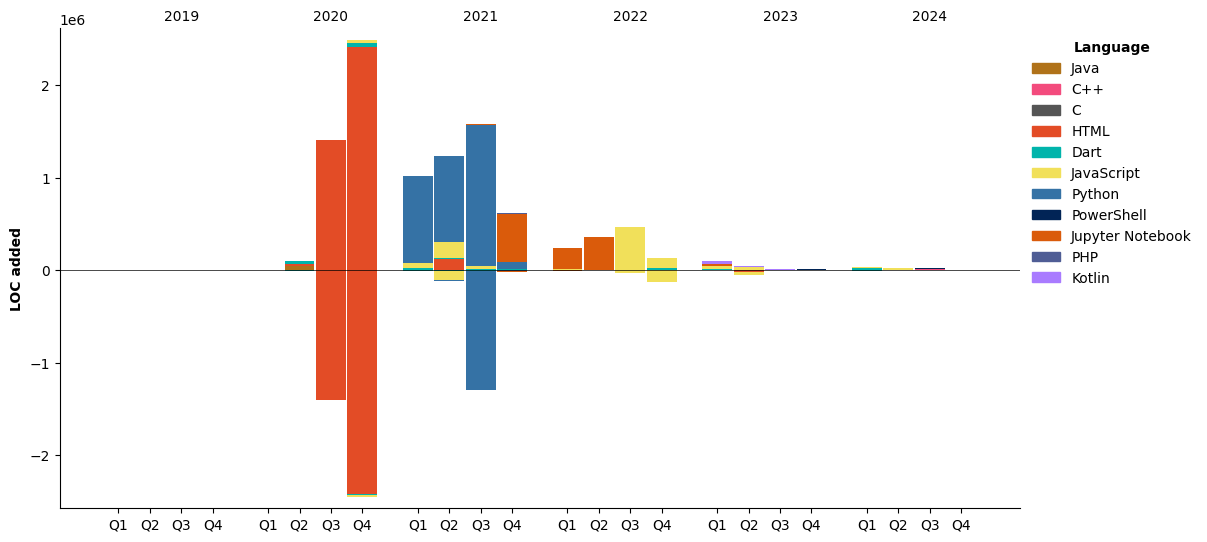 2019 2020 2021 2022 2023 2024
1e6
2
1
0
−1
−2
LOC added
Q1 Q2 Q3 Q4 Q1 Q2 Q3 Q4 Q1 Q2 Q3 Q4 Q1 Q2 Q3 Q4 Q1 Q2 Q3 Q4 Q1 Q2 Q3 Q4
Language
Java
C++
C
HTML
Dart
JavaScript
Python
PowerShell
Jupyter Notebook
PHP
Kotlin